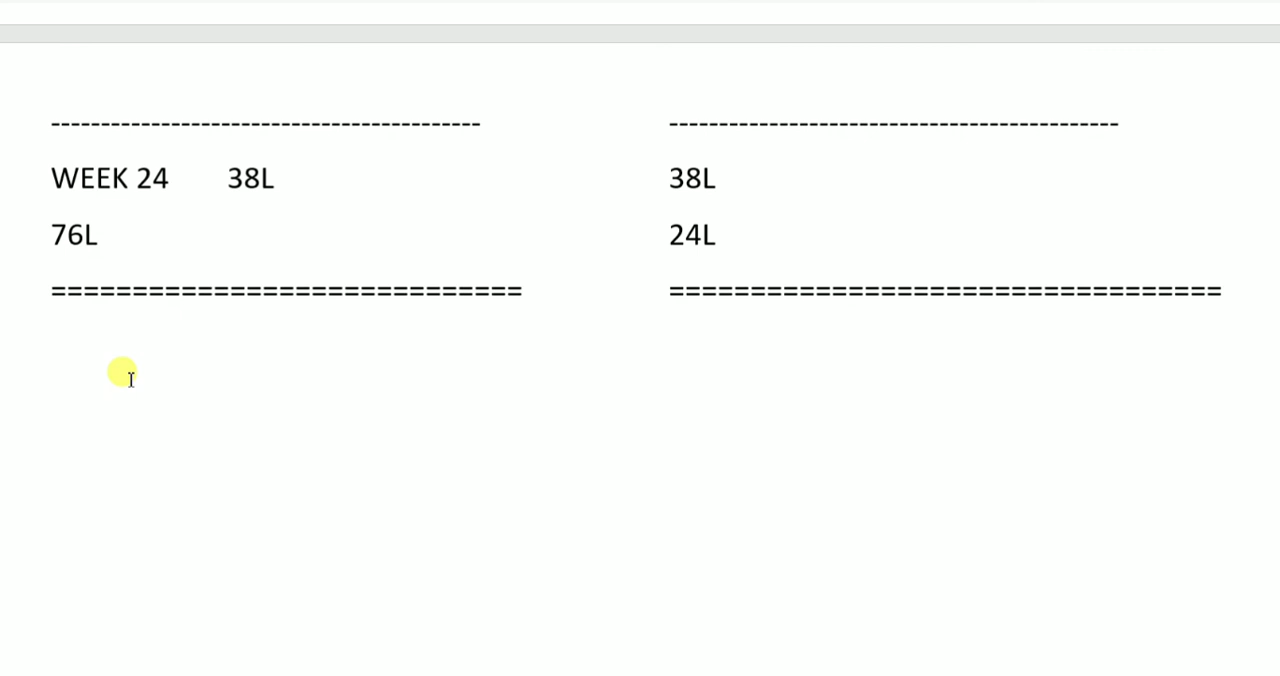 -------------------------------------------
WEEK 24 38L
76L
=============================
---------------------------------------------
38L
24L
==================================